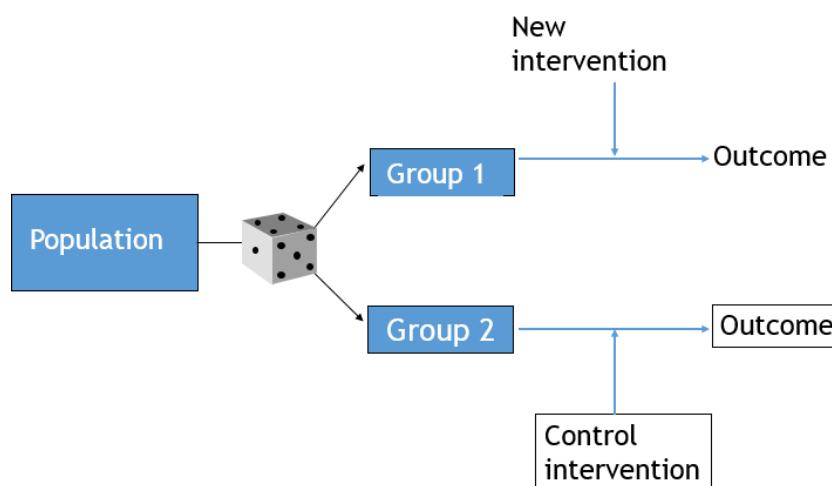 New
intervention
Group 1
Outcome
Population
Group 2
Outcome
Control
intervention